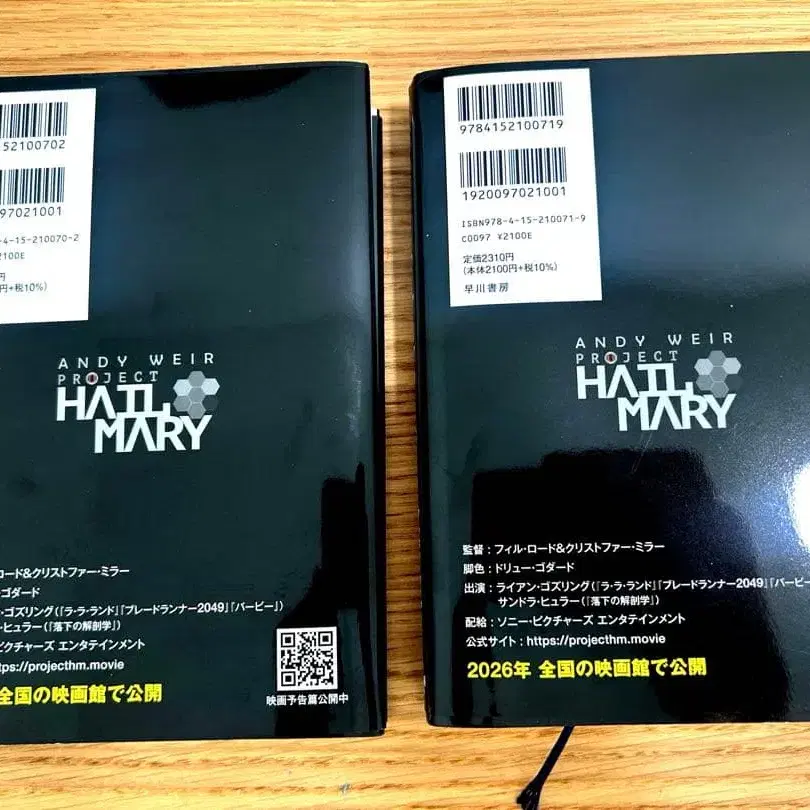 52100702
97021001
-4-15-210070-2
2100E
円
円+税10%)
ANDY WEIR
PROJECT
HAIL
MARY
ロード&クリストファー・ミラー
・ゴダード
・ゴズリング(『ラ・ラ・ランド』『ブレードランナー2049』『バービー』)
・ヒュラー(『落下の解剖学』)
ピクチャーズ エンタテインメント
tps://projecthm.movie
全国の映画館で公開
映画予告篇公開中
9784152100719
1920097021001
ISBN978-4-15-210071-9
C0097 ¥2100E
定価2310円
(本体2100円+税10%)
早川書房
ANDY WEIR
PROJECT
HAIL
MARY
監督:フィル・ロード&クリストファー・ミラー
脚色:ドリュー・ゴダード
出演:ライアン・ゴズリング(『ラ・ラ・ランド』『ブレードランナー2049』『バービー
サンドラ・ヒュラー(『落下の解剖学』)
配給:ソニー・ピクチャーズ エンタテインメント
公式サイト:https://projecthm.movie
2026年 全国の映画館で公開